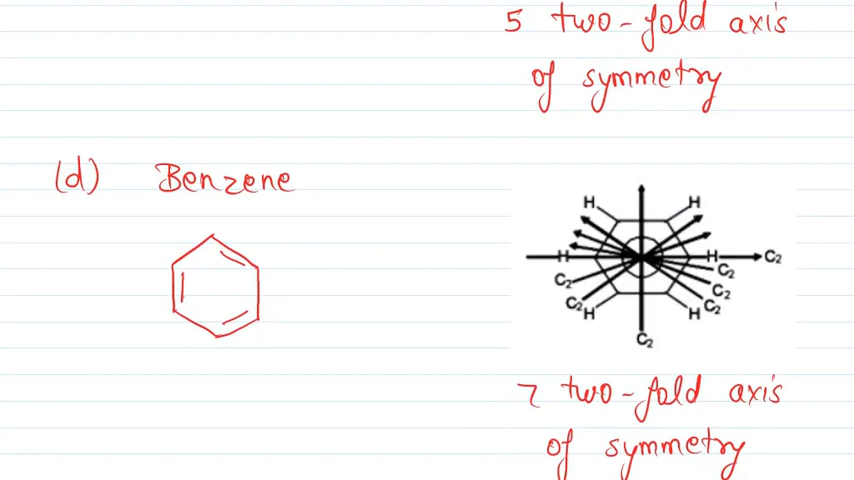 5 two-fold axis
of symmetry
(d) Benzene
H H
H H C₂
C₂ C₂
C₂ C₂
C₂
H H
C₂
7 two-fold axis
of symmetry